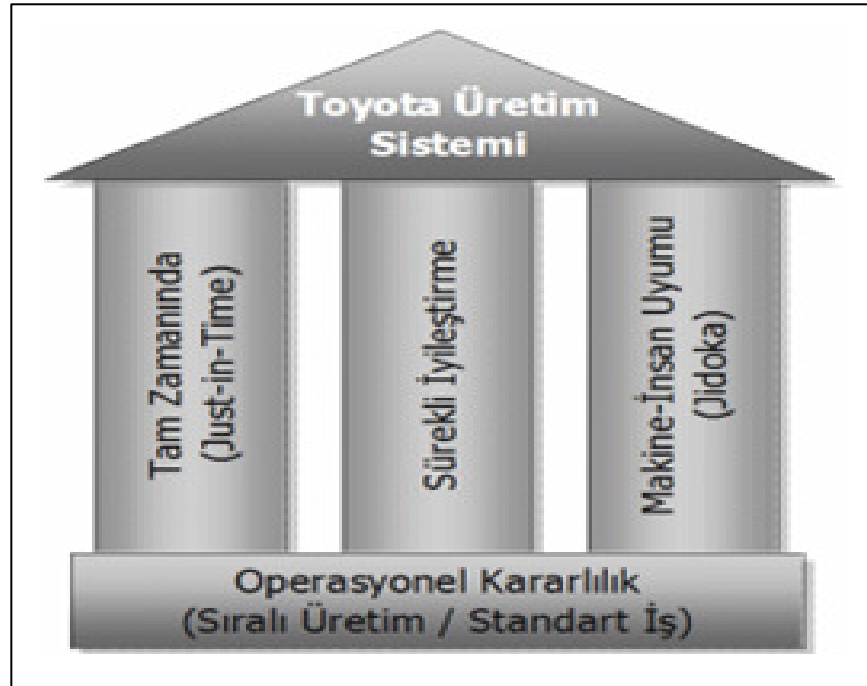 Toyota Üretim
Sistemi
Tam Zamanında
(Just-in-Time)
Sürekli İyileştirme
Makine-İnsan Uyumu
(Jidoka)
Operasyonel Kararlılık
(Sıralı Üretim / Standart İş)